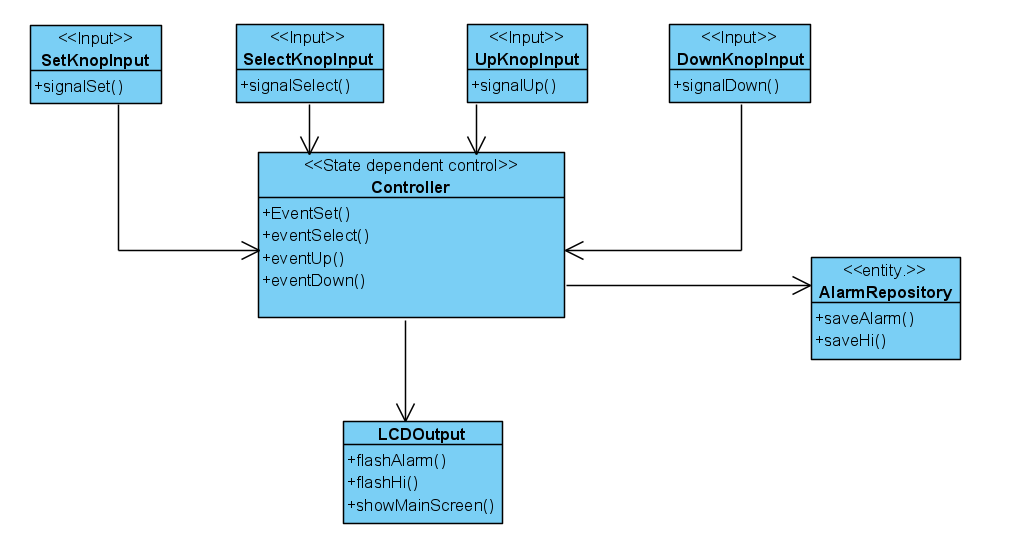 <<Input>>
SetKnopInput
+signalSet()
<<Input>>
SelectKnopInput
+signalSelect()
<<Input>>
UpKnopInput
+signalUp()
<<Input>>
DownKnopInput
+signalDown()
<<State dependent control>>
Controller
+EventSet()
+eventSelect()
+eventUp()
+eventDown()
<<entity.>>
AlarmRepository
+saveAlarm()
+saveHi()
LCDOutput
+flashAlarm()
+flashHi()
+showMainScreen()